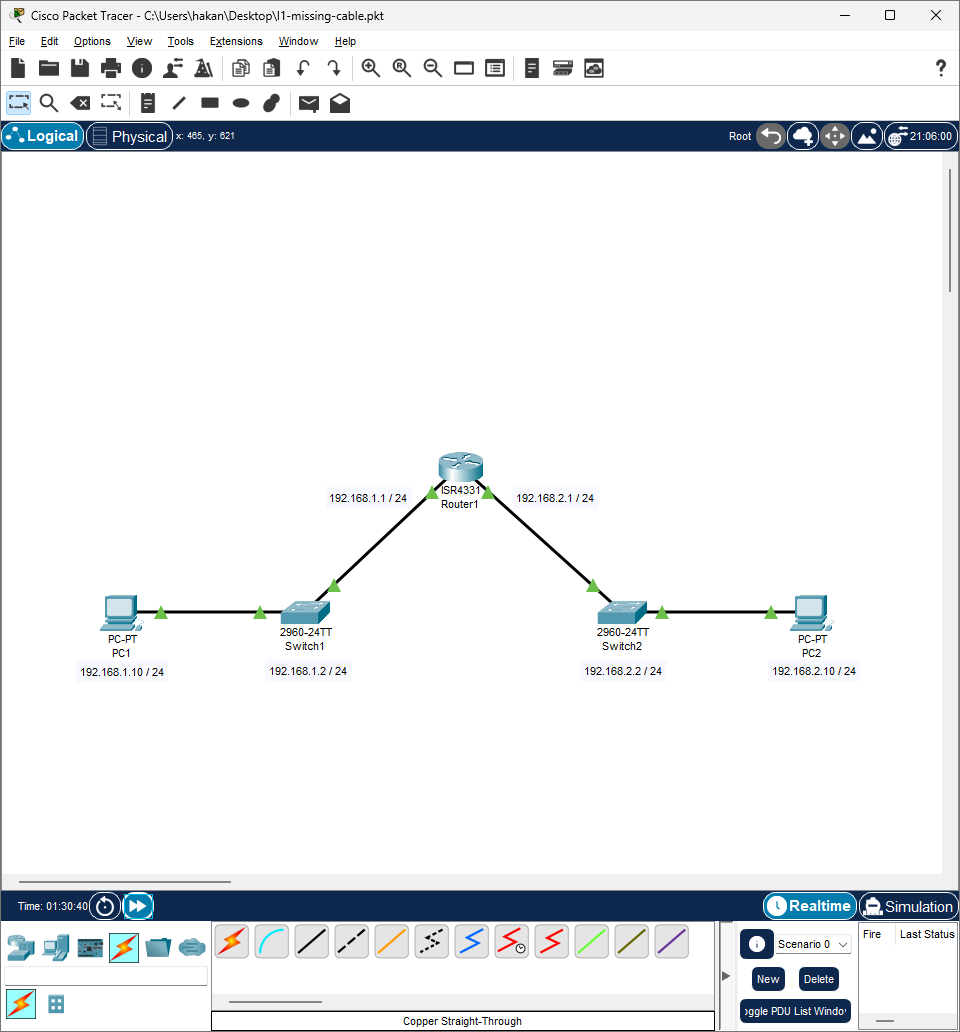 Cisco Packet Tracer - C:\Users\hakan\Desktop\l1-missing-cable.pkt
File Edit Options View Tools Extensions Window Help
Logical Physical x: 465, y: 621 Root 21:06:00
192.168.1.1 / 24
ISR4331
Router1
192.168.2.1 / 24
PC-PT
PC1
192.168.1.10 / 24
2960-24TT
Switch1
192.168.1.2 / 24
2960-24TT
Switch2
192.168.2.2 / 24
PC-PT
PC2
192.168.2.10 / 24
Time: 01:30:40 Realtime Simulation
Scenario 0
New Delete
oggle PDU List Windo
Fire Last Status
Copper Straight-Through